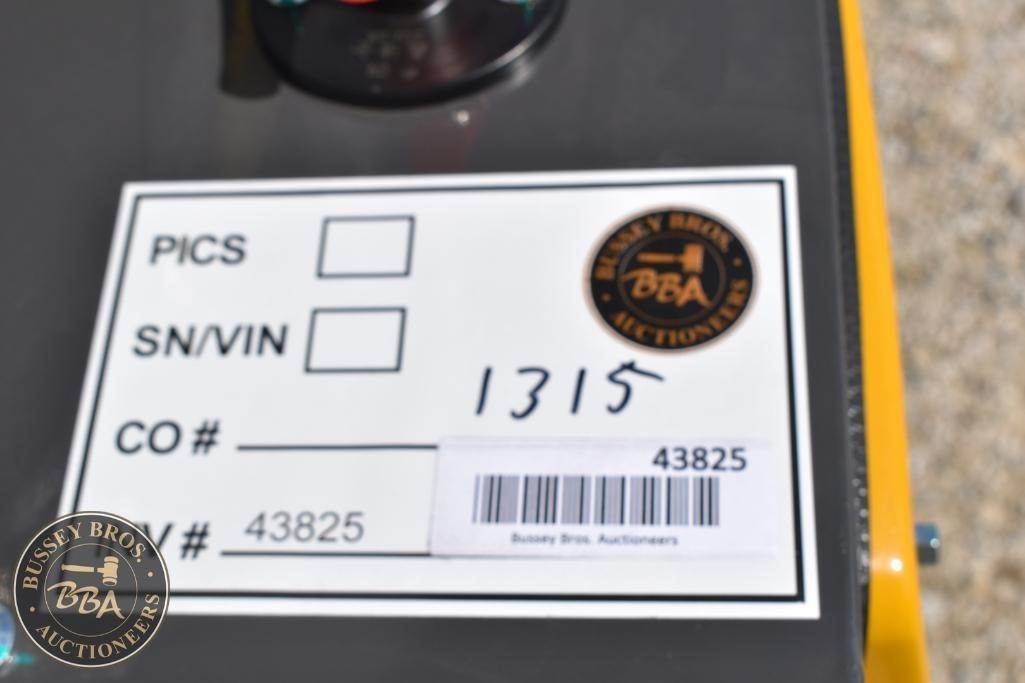 PICS
BUSSEY BROS.
BBA
AUCTIONEERS
SN/VIN
1315
CO #
43825
Bussey Bros. Auctioneers
V # 43825
BUSSEY BROS.
BBA
AUCTIONEERS